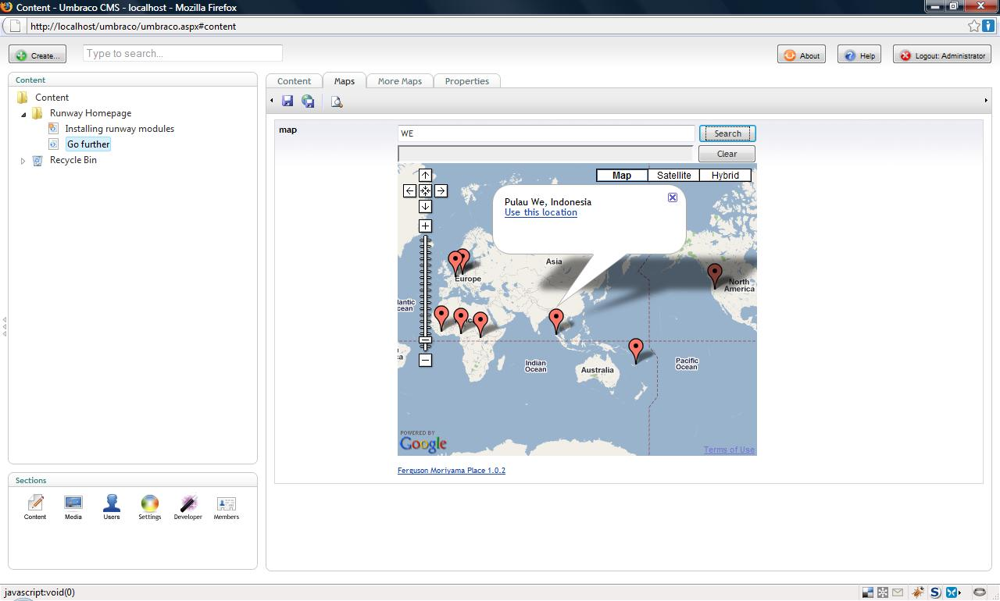 Content - Umbraco CMS - localhost - Mozilla Firefox
http://localhost/umbraco/umbraco.aspx#content
Create...
Type to search...
About
Help
Logout: Administrator
Content
Content
Runway Homepage
Installing runway modules
Go further
Recycle Bin
Sections
Content
Media
Users
Settings
Developer
Members
Content
Maps
More Maps
Properties
map
WE
Search
Clear
Map
Satellite
Hybrid
Pulau We, Indonesia
Use this location
Asia
Europe
North
America
Indian
Ocean
Australia
Pacific
Ocean
POWERED BY
Google
Terms of Use
Ferguson Moriyama Place 1.0.2
javascript:void(0)